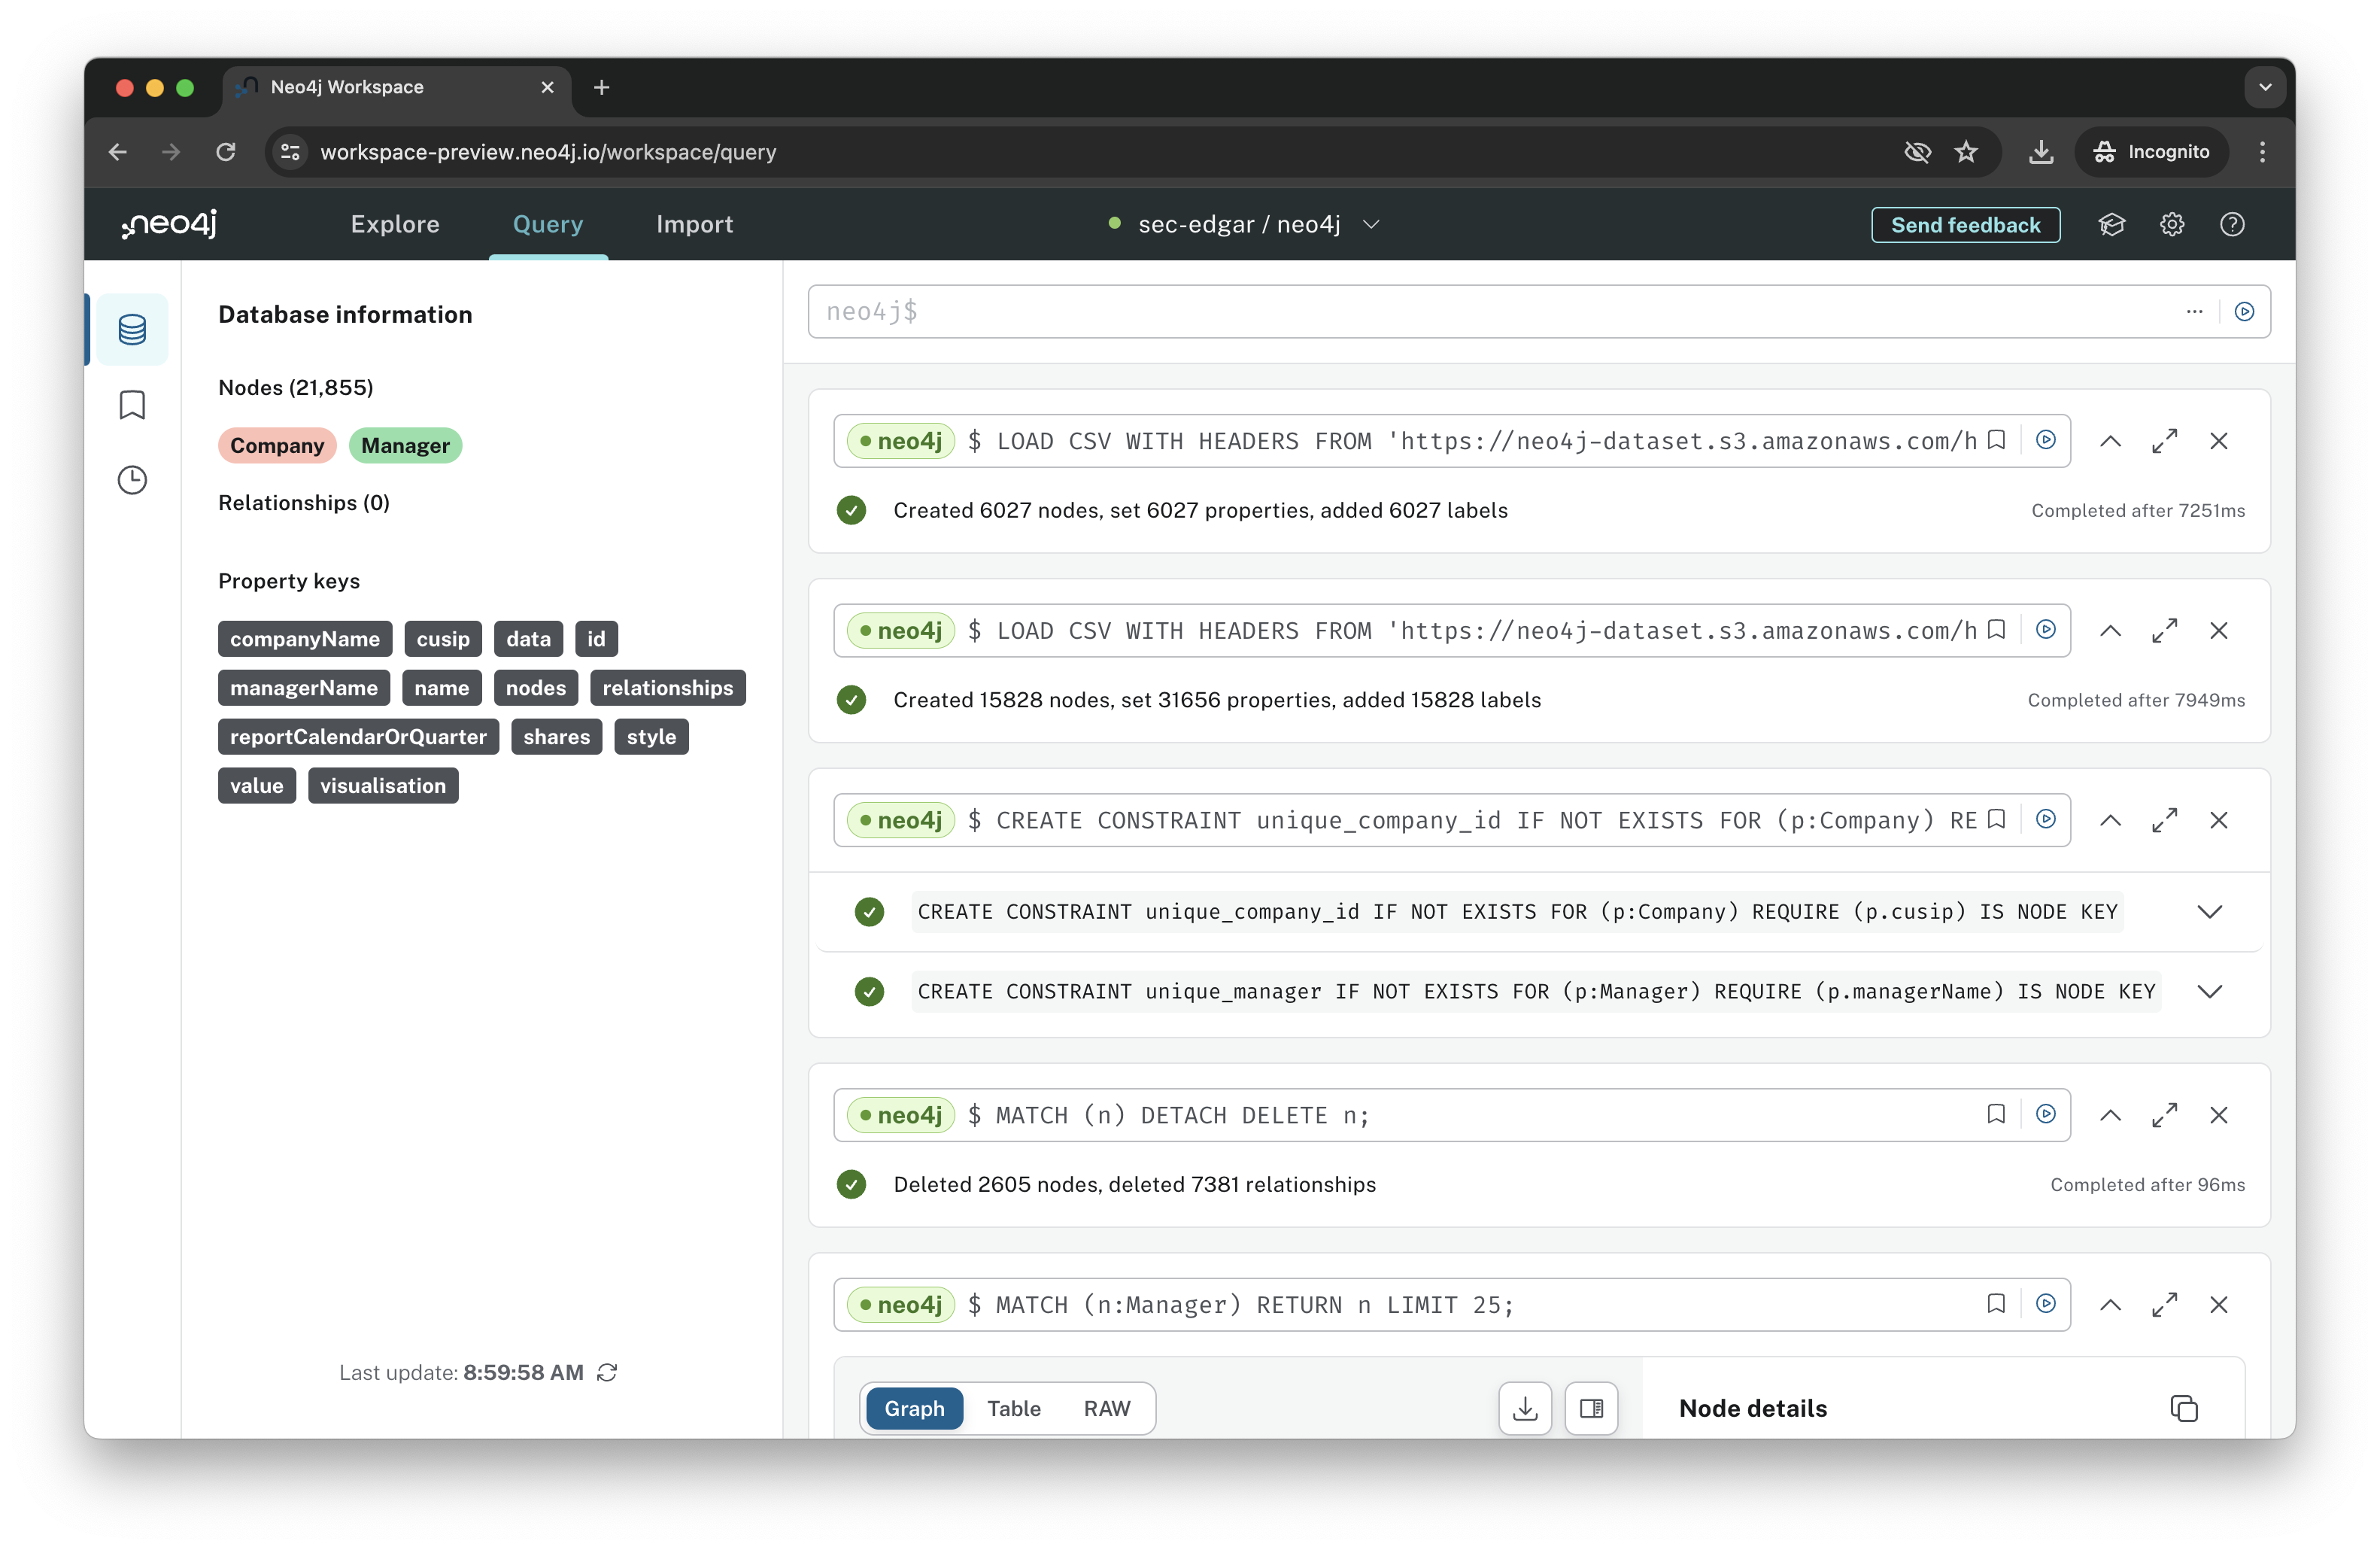 Neo4j Workspace
workspace-preview.neo4j.io/workspace/query
Incognito
neo4j
Explore
Query
Import
sec-edgar / neo4j
Send feedback
Database information
Nodes (21,855)
Company Manager
Relationships (0)
Property keys
companyName cusip data id
managerName name nodes relationships
reportCalendarOrQuarter shares style
value visualisation
Last update: 8:59:58 AM
neo4j$
neo4j $ LOAD CSV WITH HEADERS FROM 'https://neo4j-dataset.s3.amazonaws.com/h
Created 6027 nodes, set 6027 properties, added 6027 labels
Completed after 7251ms
neo4j $ LOAD CSV WITH HEADERS FROM 'https://neo4j-dataset.s3.amazonaws.com/h
Created 15828 nodes, set 31656 properties, added 15828 labels
Completed after 7949ms
neo4j $ CREATE CONSTRAINT unique_company_id IF NOT EXISTS FOR (p:Company) RE
CREATE CONSTRAINT unique_company_id IF NOT EXISTS FOR (p:Company) REQUIRE (p.cusip) IS NODE KEY
CREATE CONSTRAINT unique_manager IF NOT EXISTS FOR (p:Manager) REQUIRE (p.managerName) IS NODE KEY
neo4j $ MATCH (n) DETACH DELETE n;
Deleted 2605 nodes, deleted 7381 relationships
Completed after 96ms
neo4j $ MATCH (n:Manager) RETURN n LIMIT 25;
Graph Table RAW
Node details